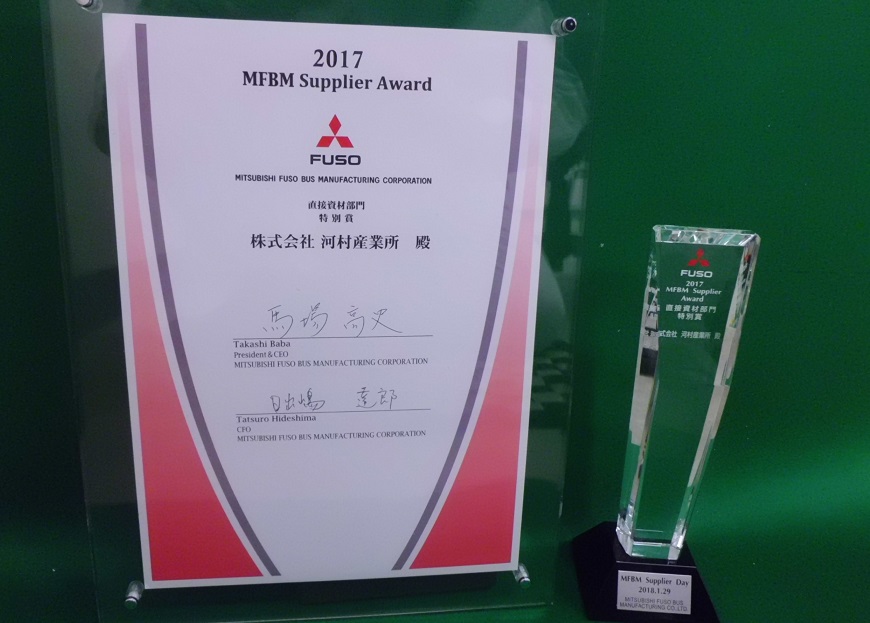 2017
MFBM Supplier Award
FUSO
MITSUBISHI FUSO BUS MANUFACTURING CORPORATION
直接資材部門
特別賞
株式会社 河村産業所 殿
馬場 高史
Takashi Baba
President & CEO
MITSUBISHI FUSO BUS MANUFACTURING CORPORATION
日出嶋 達郎
Tatsuro Hideshima
CFO
MITSUBISHI FUSO BUS MANUFACTURING CORPORATION
FUSO
2017
MFBM Supplier
Award
直接資材部門
特別賞
式会社 河村産業所 殿
MFBM Supplier Day
2018.1.29
MITSUBISHI FUSO BUS
MANUFACTURING CO.,LTD.